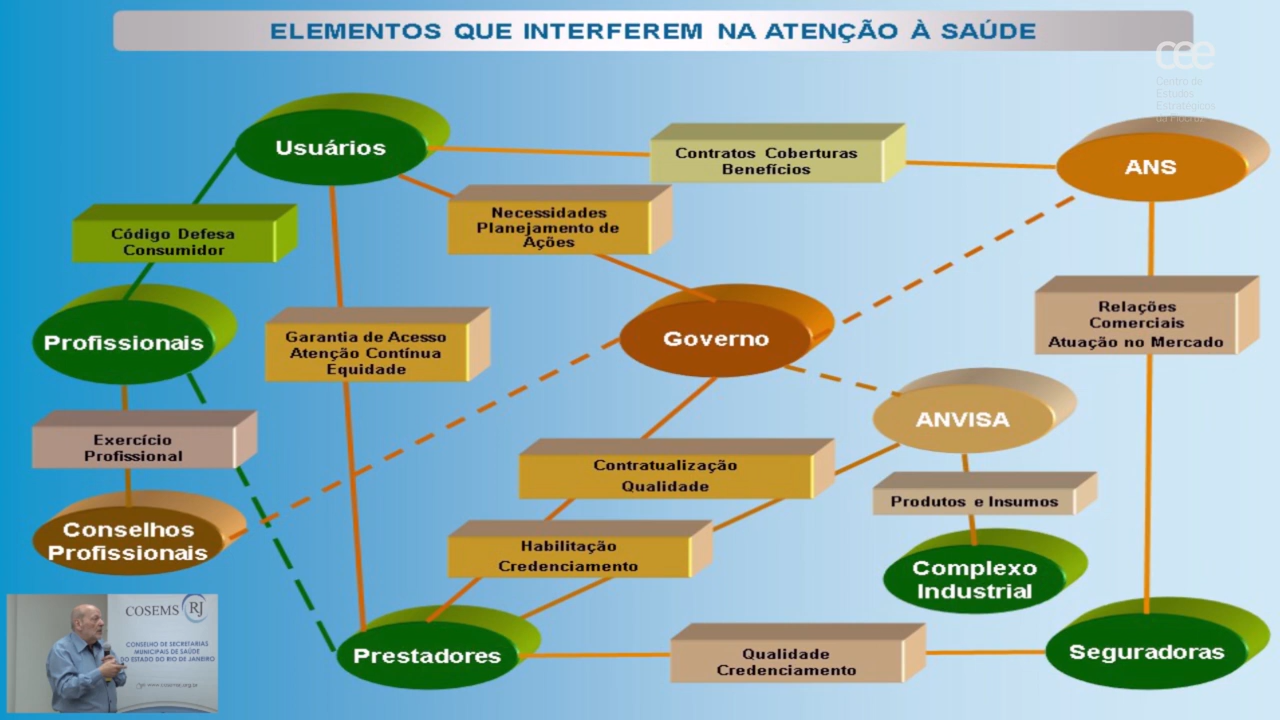 ELEMENTOS QUE INTERFEREM NA ATENÇÃO À SAÚDE
cee
Centro de
Estudos
Estratégicos
da Fiocruz
Usuários
Contratos Coberturas
Benefícios
ANS
Necessidades
Planejamento de
Ações
Código Defesa
Consumidor
Profissionais
Garantia de Acesso
Atenção Contínua
Equidade
Governo
Relações
Comerciais
Atuação no Mercado
ANVISA
Exercício
Profissional
Contratualização
Qualidade
Produtos e Insumos
Conselhos
Profissionais
Habilitação
Credenciamento
Complexo
Industrial
Prestadores
Qualidade
Credenciamento
Seguradoras
COSEMS RJ
CONSELHO DE SECRETARIAS
MUNICIPAIS DE SAÚDE
DO ESTADO DO RIO DE JANEIRO